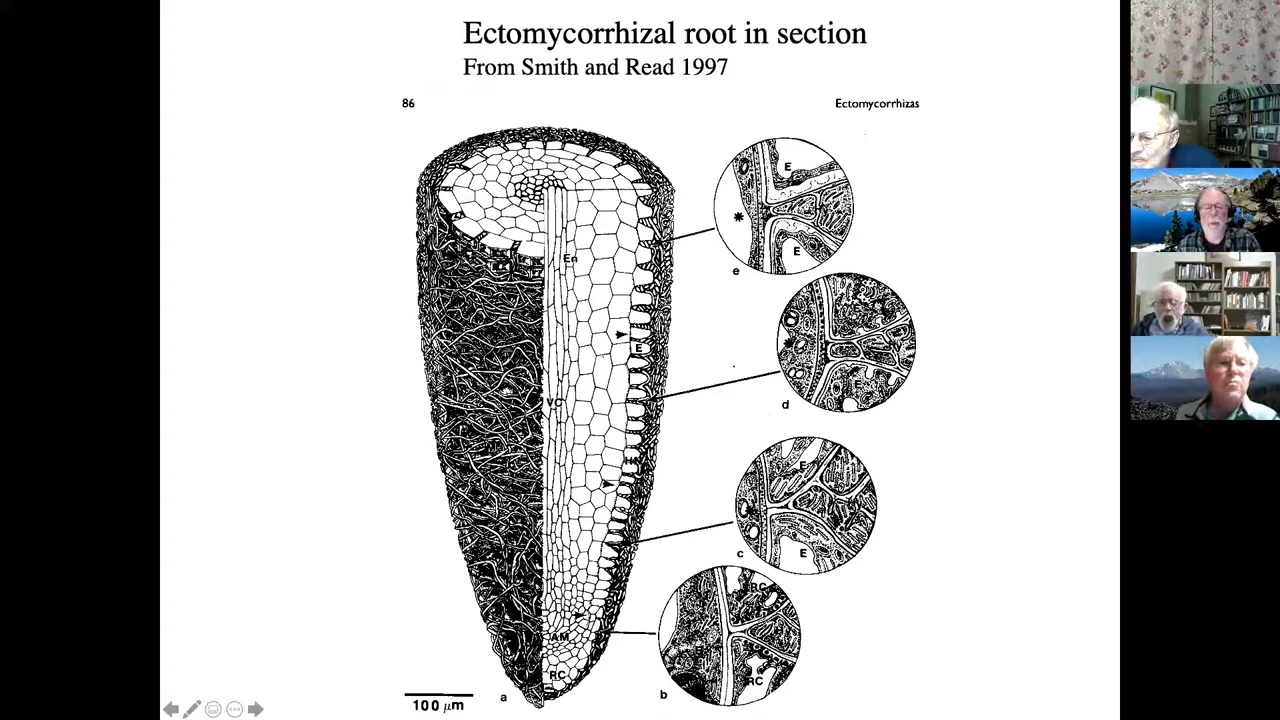 Ectomycorrhizal root in section
From Smith and Read 1997
86
Ectomycorrhizas
E
E
e
En
E
E
d
VC
HN
E
E
c
RC
AM
RC
RC
b
a
100 μm